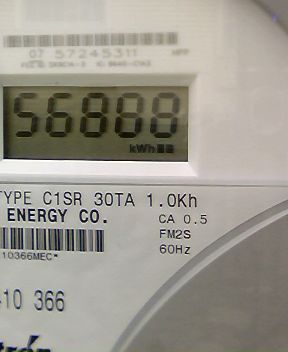 07 57245311
56888
kWh
TYPE C1SR 30TA 1.0Kh
ENERGY CO.
CA 0.5
FM2S
60Hz
10366MEC*
10 366
trón